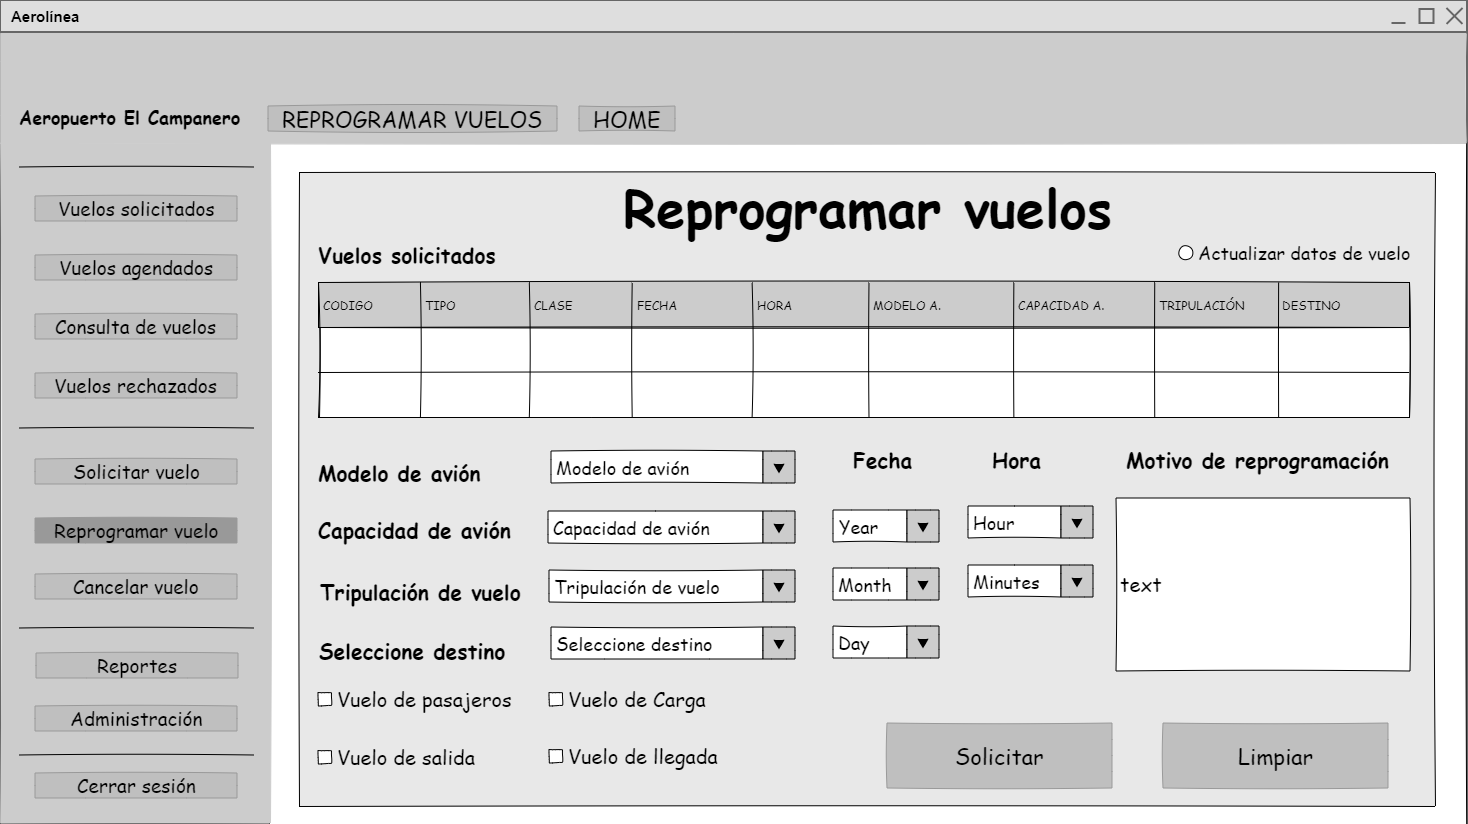 Aerolínea
Aeropuerto El Campanero
REPROGRAMAR VUELOS
HOME
Vuelos solicitados
Vuelos agendados
Consulta de vuelos
Vuelos rechazados
Solicitar vuelo
Reprogramar vuelo
Cancelar vuelo
Reportes
Administración
Cerrar sesión
Reprogramar vuelos
Vuelos solicitados
Actualizar datos de vuelo
CODIGO TIPO CLASE FECHA HORA MODELO A. CAPACIDAD A. TRIPULACIÓN DESTINO
Modelo de avión
Modelo de avión
Capacidad de avión
Capacidad de avión
Tripulación de vuelo
Tripulación de vuelo
Seleccione destino
Seleccione destino
Fecha
Year
Month
Day
Hora
Hour
Minutes
Motivo de reprogramación
text
Vuelo de pasajeros
Vuelo de Carga
Vuelo de salida
Vuelo de llegada
Solicitar
Limpiar